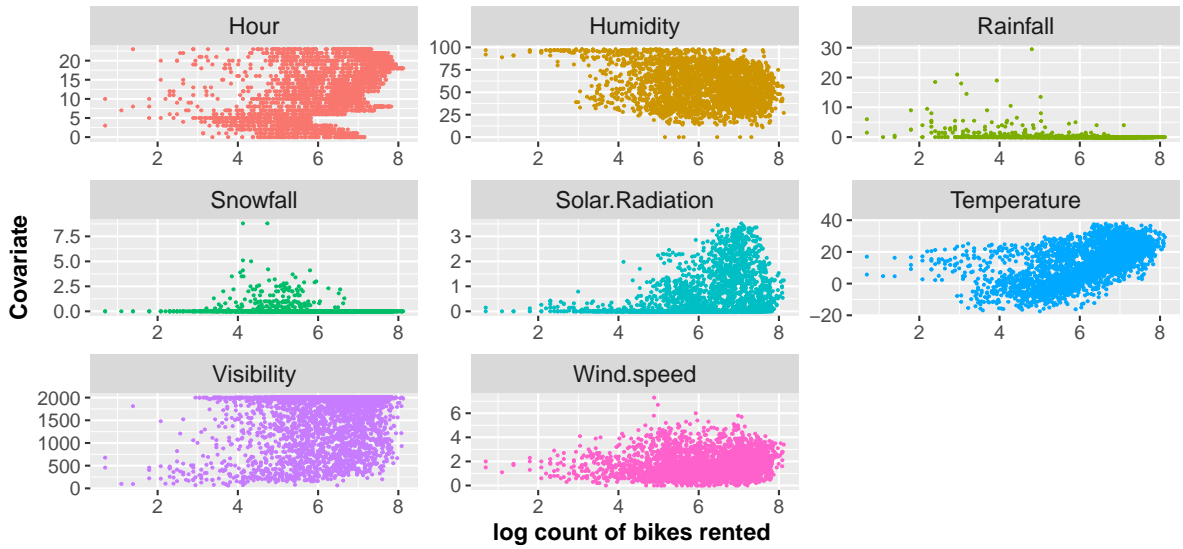 Hour
Humidity
Rainfall
20
15
10
5
0
100
75
50
25
0
30
20
10
0
2 4 6 8
2 4 6 8
2 4 6 8
Snowfall
Solar.Radiation
Temperature
7.5
5.0
2.5
0.0
3
2
1
0
40
20
0
−20
2 4 6 8
2 4 6 8
2 4 6 8
Covariate
Visibility
Wind.speed
2000
1500
1000
500
0
6
4
2
0
2 4 6 8
2 4 6 8
log count of bikes rented